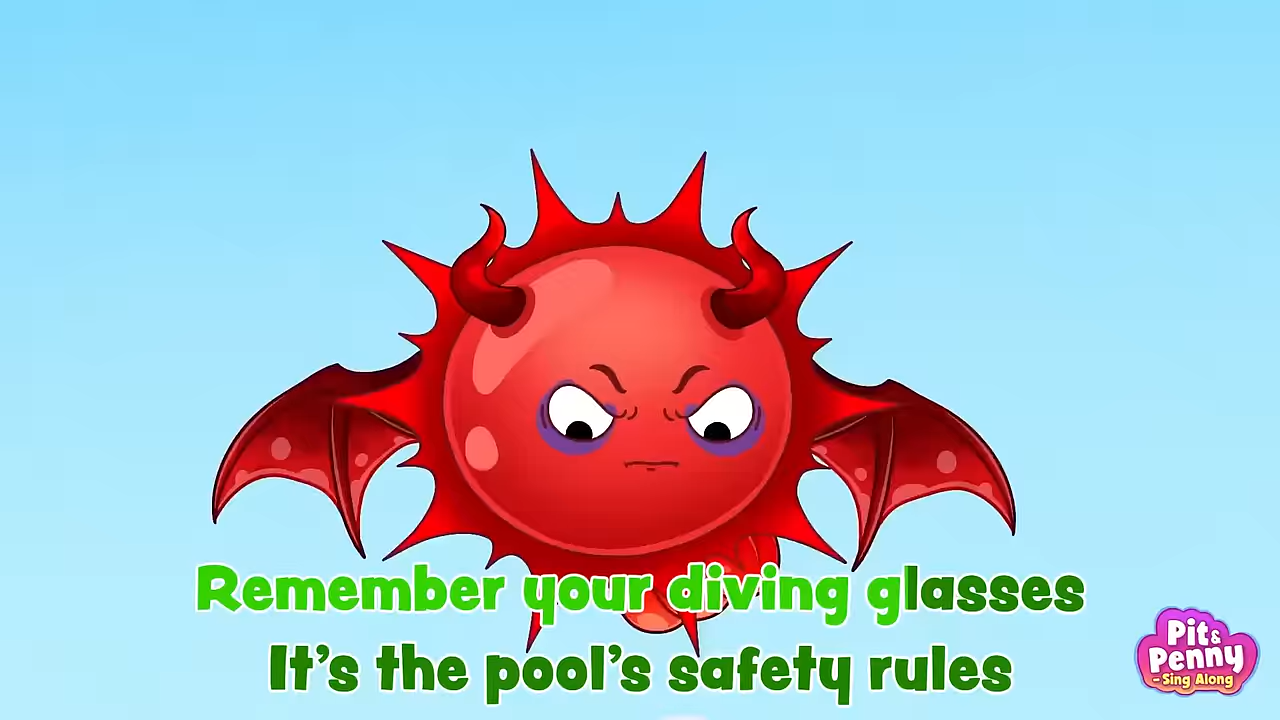 Remember your diving glasses
It's the pool's safety rules
Pit &
Penny
- Sing Along